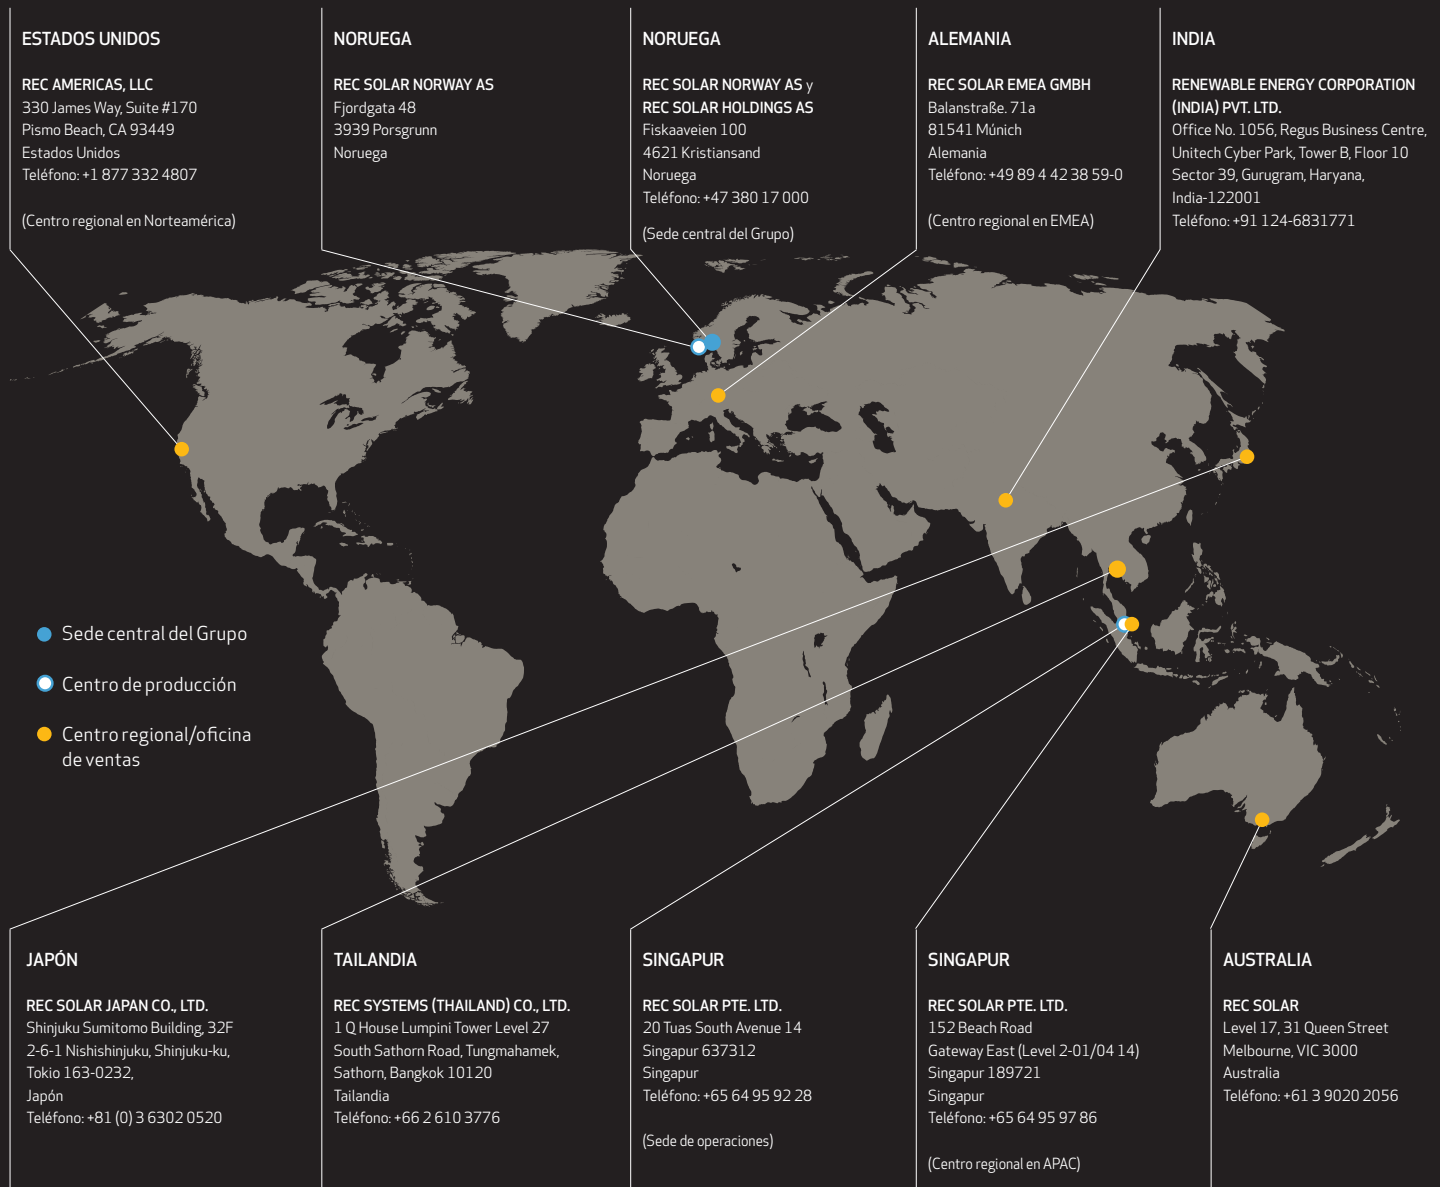 ESTADOS UNIDOS
REC AMERICAS, LLC
330 James Way, Suite #170
Pismo Beach, CA 93449
Estados Unidos
Teléfono: +1 877 332 4807
(Centro regional en Norteamérica)
NORUEGA
REC SOLAR NORWAY AS
Fjordgata 48
3939 Porsgrunn
Noruega
NORUEGA
REC SOLAR NORWAY AS y
REC SOLAR HOLDINGS AS
Fiskaaveien 100
4621 Kristiansand
Noruega
Teléfono: +47 380 17 000
(Sede central del Grupo)
ALEMANIA
REC SOLAR EMEA GMBH
Balanstraße. 71a
81541 Múnich
Alemania
Teléfono: +49 89 4 42 38 59-0
(Centro regional en EMEA)
INDIA
RENEWABLE ENERGY CORPORATION
(INDIA) PVT. LTD.
Office No. 1056, Regus Business Centre,
Unitech Cyber Park, Tower B, Floor 10
Sector 39, Gurugram, Haryana,
India-122001
Teléfono: +91 124-6831771
Sede central del Grupo
Centro de producción
Centro regional/oficina
de ventas
JAPÓN
REC SOLAR JAPAN CO., LTD.
Shinjuku Sumitomo Building, 32F
2-6-1 Nishishinjuku, Shinjuku-ku,
Tokio 163-0232,
Japón
Teléfono: +81 (0) 3 6302 0520
TAILANDIA
REC SYSTEMS (THAILAND) CO., LTD.
1 Q House Lumpini Tower Level 27
South Sathorn Road, Tungmahamek,
Sathorn, Bangkok 10120
Tailandia
Teléfono: +66 2 610 3776
SINGAPUR
REC SOLAR PTE. LTD.
20 Tuas South Avenue 14
Singapur 637312
Singapur
Teléfono: +65 64 95 92 28
(Sede de operaciones)
SINGAPUR
REC SOLAR PTE. LTD.
152 Beach Road
Gateway East (Level 2-01/04 14)
Singapur 189721
Singapur
Teléfono: +65 64 95 97 86
(Centro regional en APAC)
AUSTRALIA
REC SOLAR
Level 17, 31 Queen Street
Melbourne, VIC 3000
Australia
Teléfono: +61 3 9020 2056